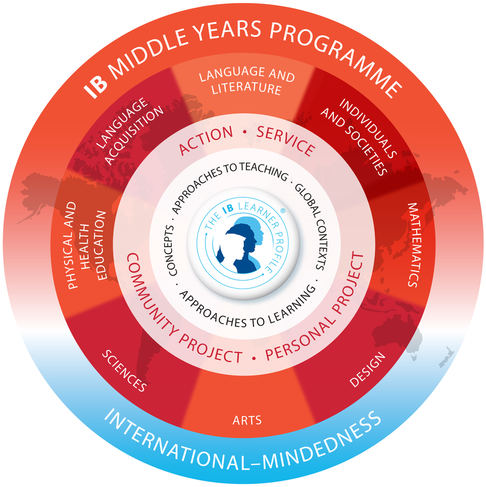 IB MIDDLE YEARS PROGRAMME
LANGUAGE AND
LITERATURE
INDIVIDUALS
AND SOCIETIES
MATHEMATICS
DESIGN
ARTS
SCIENCES
PHYSICAL AND
HEALTH
EDUCATION
LANGUAGE
ACQUISITION
ACTION • SERVICE
PERSONAL PROJECT
COMMUNITY PROJECT •
APPROACHES TO TEACHING ·
GLOBAL CONTEXTS ·
APPROACHES TO LEARNING ·
CONCEPTS ·
THE IB LEARNER PROFILE ®
INTERNATIONAL–MINDEDNESS